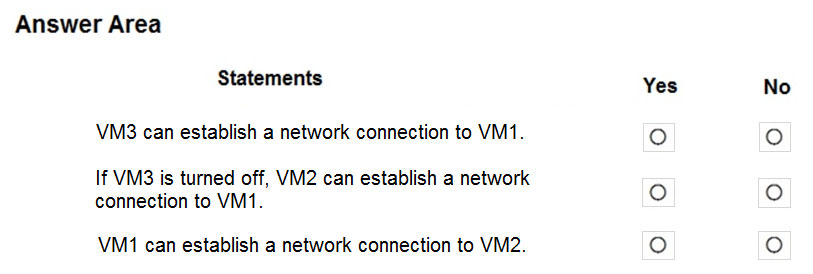 Answer Area
Statements Yes No
VM3 can establish a network connection to VM1.
If VM3 is turned off, VM2 can establish a network
connection to VM1.
VM1 can establish a network connection to VM2.